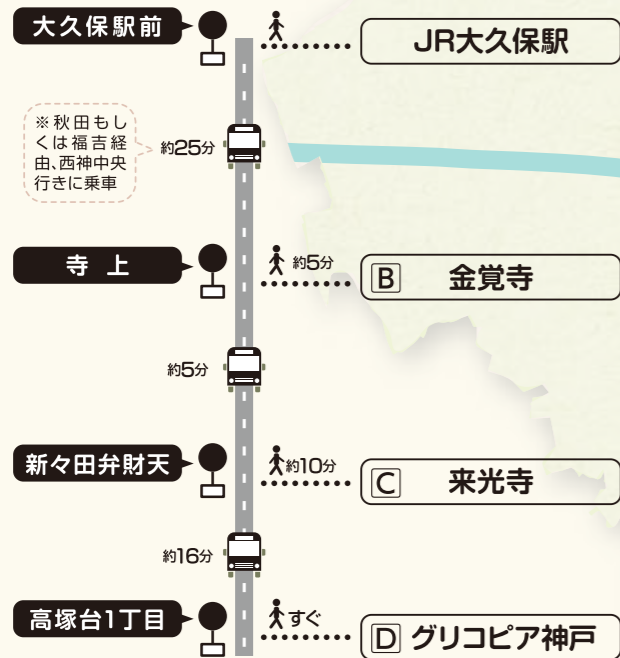 大久保駅前
JR大久保駅
※秋田もし
くは福吉経
由、西神中央
行きに乗車
約25分
寺上
約5分
B 金覚寺
約5分
新々田弁財天
約10分
C 来光寺
約16分
高塚台1丁目
すぐ
D グリコピア神戸